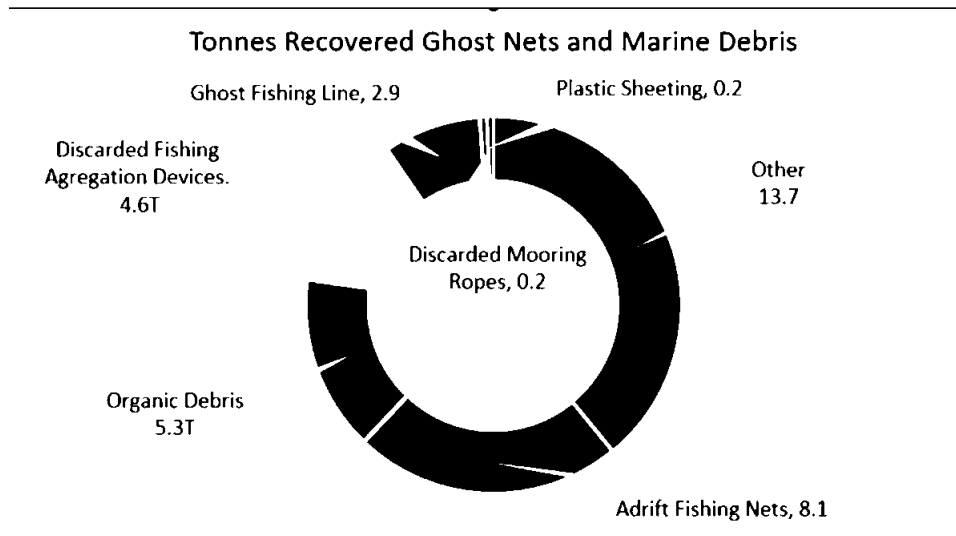 Tonnes Recovered Ghost Nets and Marine Debris
Ghost Fishing Line, 2.9
Plastic Sheeting, 0.2
Discarded Fishing
Agregation Devices.
4.6T
Other
13.7
Discarded Mooring
Ropes, 0.2
Organic Debris
5.3T
Adrift Fishing Nets, 8.1